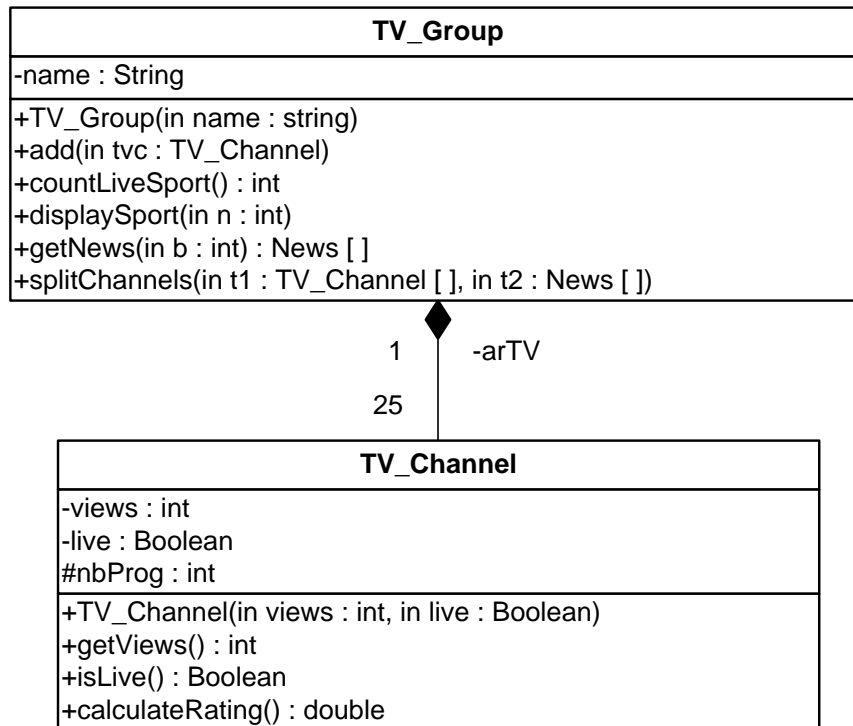 TV_Group
-name : String
+TV_Group(in name : string)
+add(in tvc : TV_Channel)
+countLiveSport() : int
+displaySport(in n : int)
+getNews(in b : int) : News [ ]
+splitChannels(in t1 : TV_Channel [ ], in t2 : News [ ])
1 -arTV
25
TV_Channel
-views : int
-live : Boolean
#nbProg : int
+TV_Channel(in views : int, in live : Boolean)
+getViews() : int
+isLive() : Boolean
+calculateRating() : double